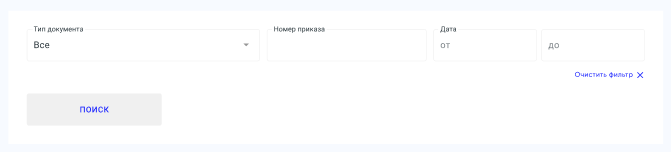 Тип документа Номер приказа Дата
Все от до
Очистить фильтр
ПОИСК